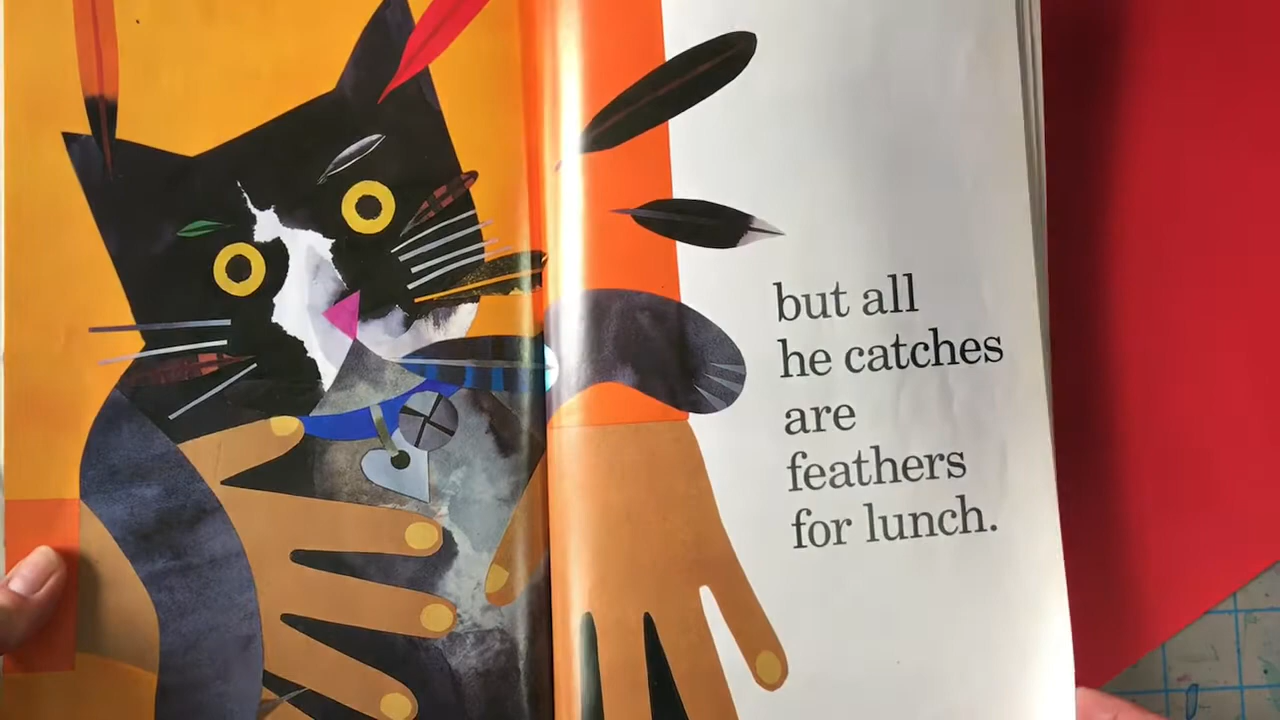 but all
he catches
are
feathers
for lunch.